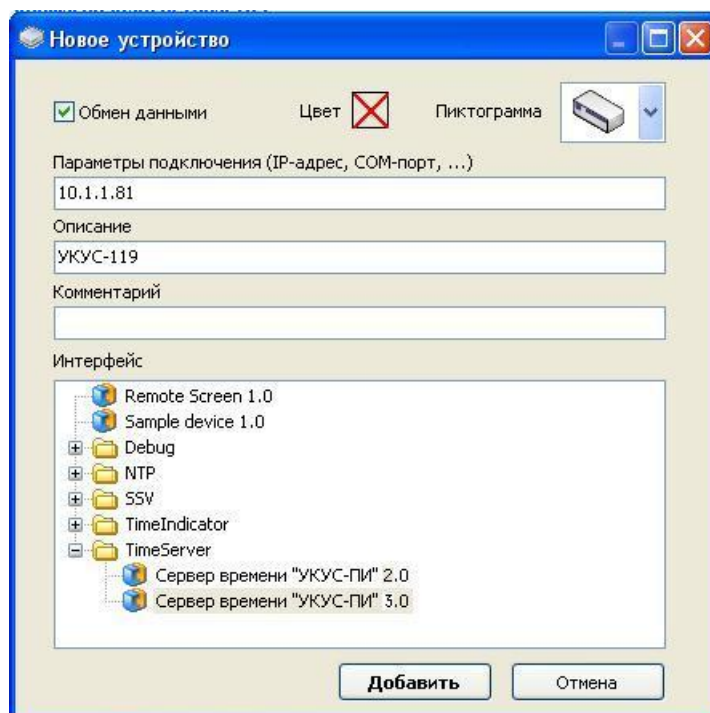 Новое устройство
Обмен данными Цвет Пиктограмма
Параметры подключения (IP-адрес, COM-порт, ...)
10.1.1.81
Описание
УКУС-119
Комментарий
Интерфейс
Remote Screen 1.0
Sample device 1.0
Debug
NTP
SSV
TimeIndicator
TimeServer
Сервер времени "УКУС-ПИ" 2.0
Сервер времени "УКУС-ПИ" 3.0
Добавить Отмена